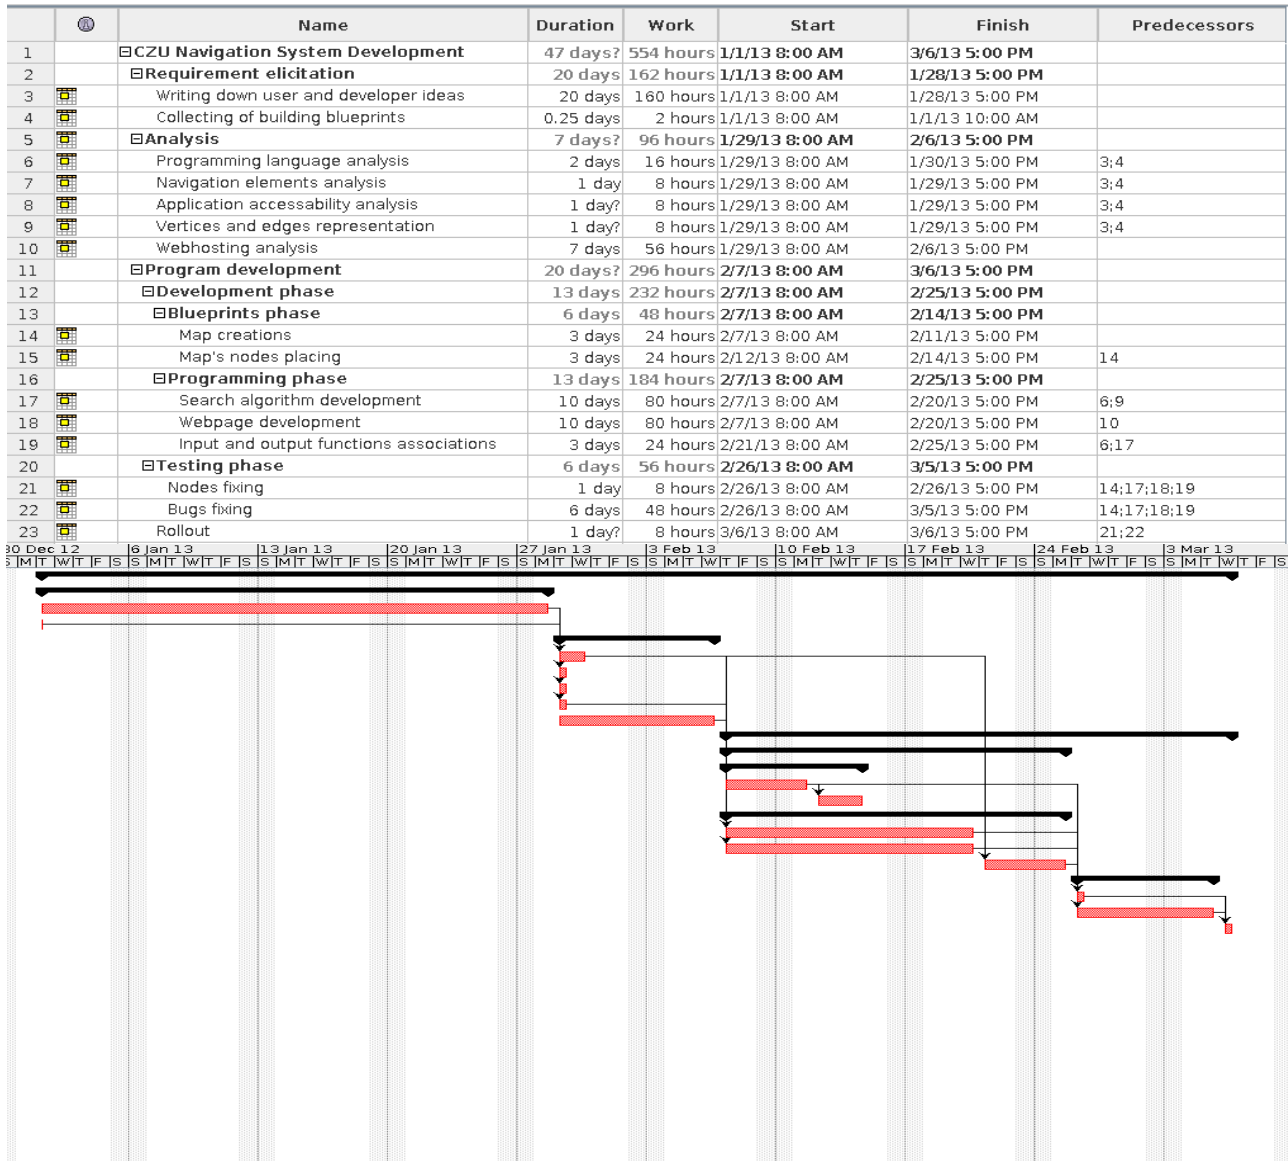 Name Duration Work Start Finish Predecessors
1 CZU Navigation System Development 47 days? 554 hours 1/1/13 8:00 AM 3/6/13 5:00 PM
2 Requirement elicitation 20 days 162 hours 1/1/13 8:00 AM 1/28/13 5:00 PM
3 Writing down user and developer ideas 20 days 160 hours 1/1/13 8:00 AM 1/28/13 5:00 PM
4 Collecting of building blueprints 0.25 days 2 hours 1/1/13 8:00 AM 1/1/13 10:00 AM
5 Analysis 7 days? 96 hours 1/29/13 8:00 AM 2/6/13 5:00 PM
6 Programming language analysis 2 days 16 hours 1/29/13 8:00 AM 1/30/13 5:00 PM 3;4
7 Navigation elements analysis 1 day 8 hours 1/29/13 8:00 AM 1/29/13 5:00 PM 3;4
8 Application accessability analysis 1 day? 8 hours 1/29/13 8:00 AM 1/29/13 5:00 PM 3;4
9 Vertices and edges representation 1 day? 8 hours 1/29/13 8:00 AM 1/29/13 5:00 PM 3;4
10 Webhosting analysis 7 days 56 hours 1/29/13 8:00 AM 2/6/13 5:00 PM
11 Program development 20 days? 296 hours 2/7/13 8:00 AM 3/6/13 5:00 PM
12 Development phase 13 days 232 hours 2/7/13 8:00 AM 2/25/13 5:00 PM
13 Blueprints phase 6 days 48 hours 2/7/13 8:00 AM 2/14/13 5:00 PM
14 Map creations 3 days 24 hours 2/7/13 8:00 AM 2/11/13 5:00 PM
15 Map's nodes placing 3 days 24 hours 2/12/13 8:00 AM 2/14/13 5:00 PM 14
16 Programming phase 13 days 184 hours 2/7/13 8:00 AM 2/25/13 5:00 PM
17 Search algorithm development 10 days 80 hours 2/7/13 8:00 AM 2/20/13 5:00 PM 6;9
18 Webpage development 10 days 80 hours 2/7/13 8:00 AM 2/20/13 5:00 PM 10
19 Input and output functions associations 3 days 24 hours 2/21/13 8:00 AM 2/25/13 5:00 PM 6;17
20 Testing phase 6 days 56 hours 2/26/13 8:00 AM 3/5/13 5:00 PM
21 Nodes fixing 1 day 8 hours 2/26/13 8:00 AM 2/26/13 5:00 PM 14;17;18;19
22 Bugs fixing 6 days 48 hours 2/26/13 8:00 AM 3/5/13 5:00 PM 14;17;18;19
23 Rollout 1 day? 8 hours 3/6/13 8:00 AM 3/6/13 5:00 PM 21;22
30 Dec 12 6 Jan 13 13 Jan 13 20 Jan 13 27 Jan 13 3 Feb 13 10 Feb 13 17 Feb 13 24 Feb 13 3 Mar 13
S M T W T F S S M T W T F S S M T W T F S S M T W T F S S M T W T F S S M T W T F S S M T W T F S S M T W T F S S M T W T F S S M T W T F S